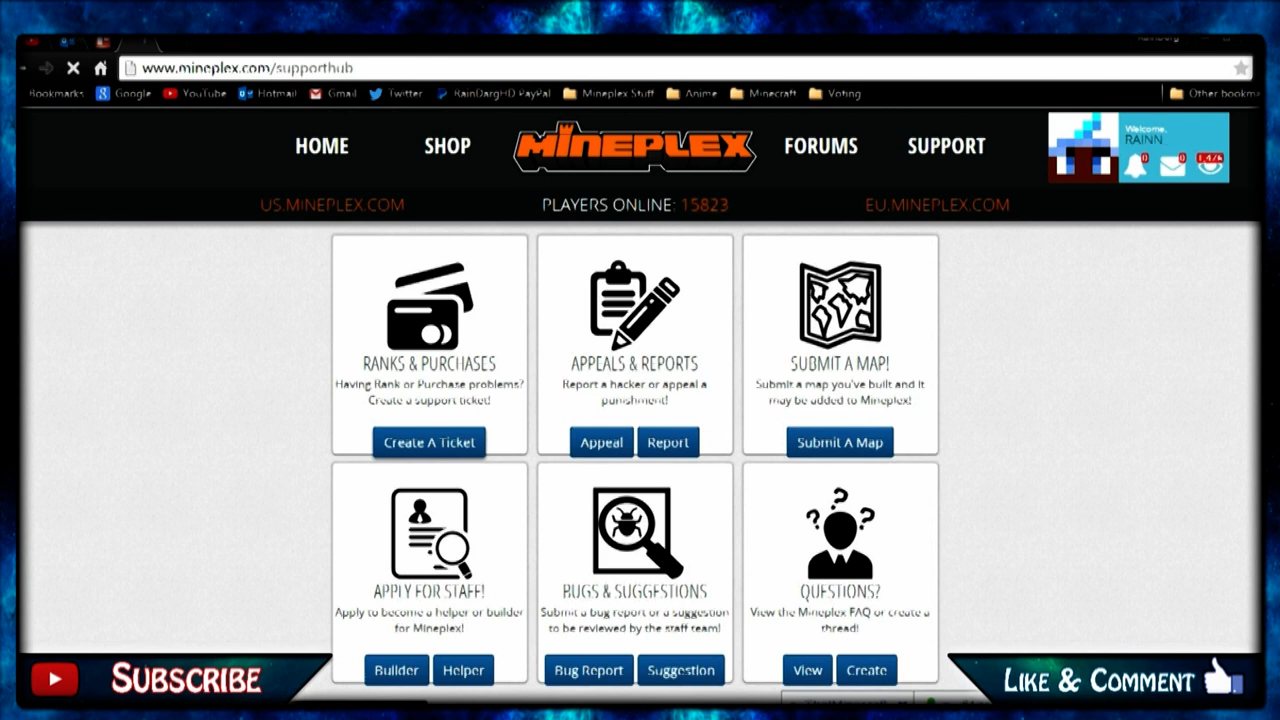 www.mineplex.com/supporthub
Bookmarks Google YouTube Hotmail Gmail Twitter RainDargHD PayPal Mineplex Stuff Anime Minecraft Voting Other bookm
HOME SHOP MINEPLEX FORUMS SUPPORT
Welcome,
RAINN
0 0
US.MINEPLEX.COM PLAYERS ONLINE: 15823 EU.MINEPLEX.COM
RANKS & PURCHASES
Having Rank or Purchase problems?
Create a support ticket!
Create A Ticket
APPEALS & REPORTS
Report a hacker or appeal a
punishment!
Appeal Report
SUBMIT A MAP!
Submit a map you've built and it
may be added to Mineplex!
Submit A Map
APPLY FOR STAFF!
Apply to become a helper or builder
for Mineplex!
Builder Helper
BUGS & SUGGESTIONS
Submit a bug report or a suggestion
to be reviewed by the staff team!
Bug Report Suggestion
QUESTIONS?
View the Mineplex FAQ or create a
thread!
View Create
SUBSCRIBE
LIKE & COMMENT